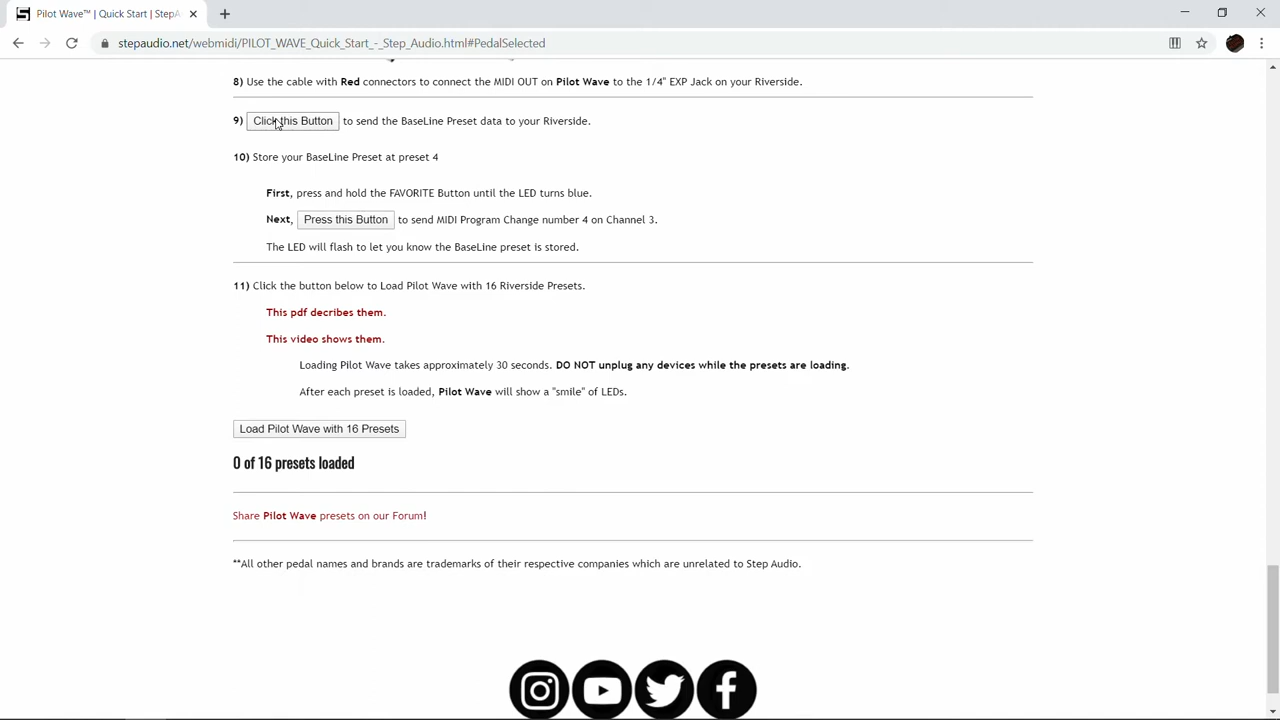 Pilot Wave™ | Quick Start | StepA
stepaudio.net/webmidi/PILOT_WAVE_Quick_Start_-_Step_Audio.html#PedalSelected
8) Use the cable with Red connectors to connect the MIDI OUT on Pilot Wave to the 1/4" EXP Jack on your Riverside.
9) Click this Button to send the BaseLine Preset data to your Riverside.
10) Store your BaseLine Preset at preset 4
First, press and hold the FAVORITE Button until the LED turns blue.
Next, Press this Button to send MIDI Program Change number 4 on Channel 3.
The LED will flash to let you know the BaseLine preset is stored.
11) Click the button below to Load Pilot Wave with 16 Riverside Presets.
This pdf decribes them.
This video shows them.
Loading Pilot Wave takes approximately 30 seconds. DO NOT unplug any devices while the presets are loading.
After each preset is loaded, Pilot Wave will show a "smile" of LEDs.
Load Pilot Wave with 16 Presets
0 of 16 presets loaded
Share Pilot Wave presets on our Forum!
**All other pedal names and brands are trademarks of their respective companies which are unrelated to Step Audio.